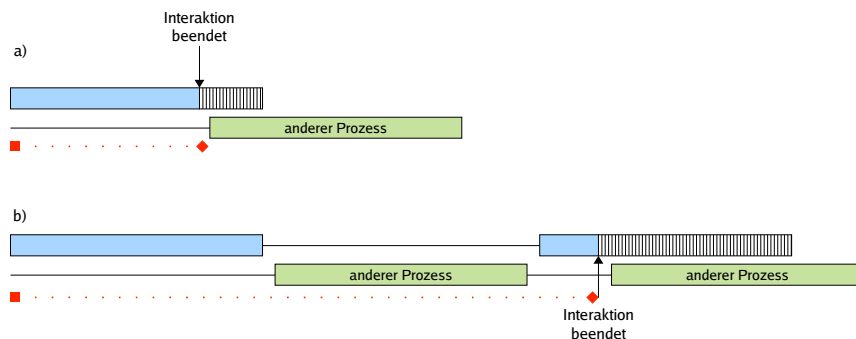 Interaktion
beendet
a)
anderer Prozess
b)
anderer Prozess
anderer Prozess
Interaktion
beendet